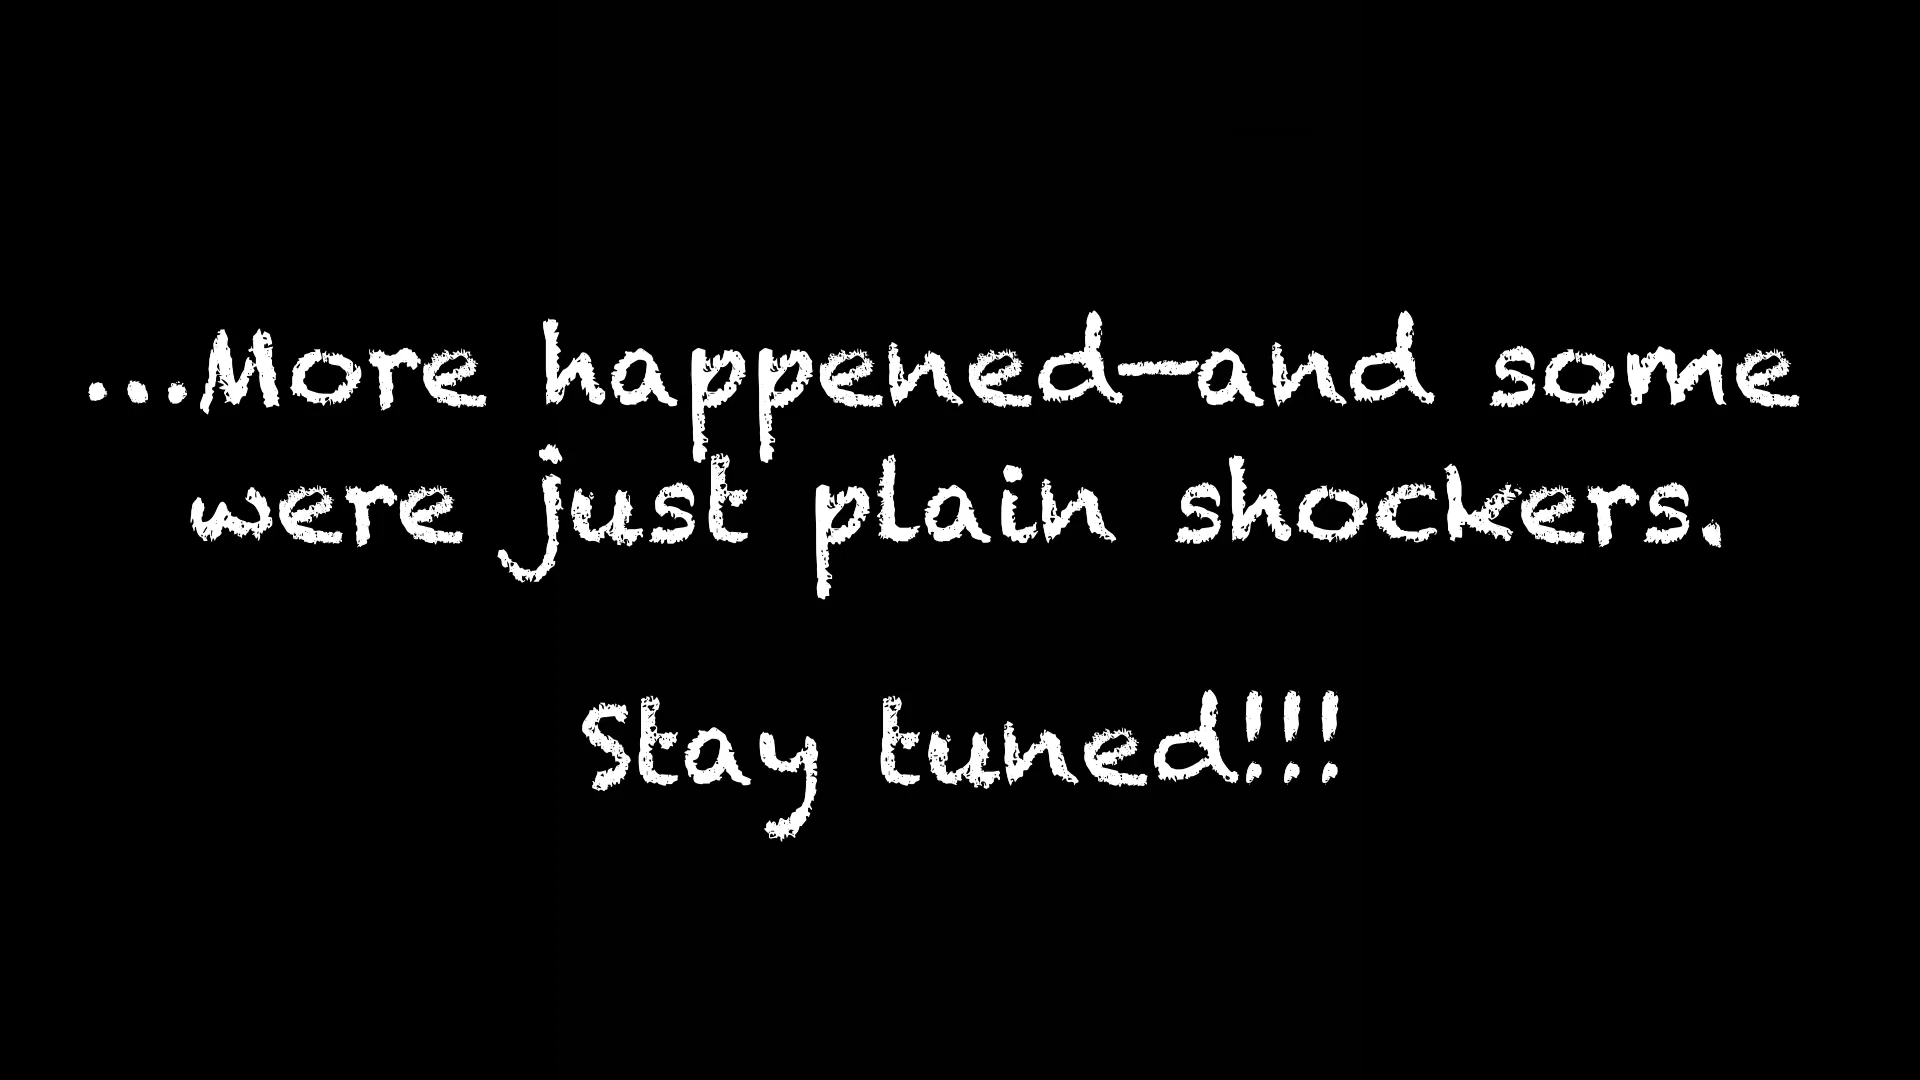 ...More happened—and some
were just plain shockers.
Stay tuned!!!